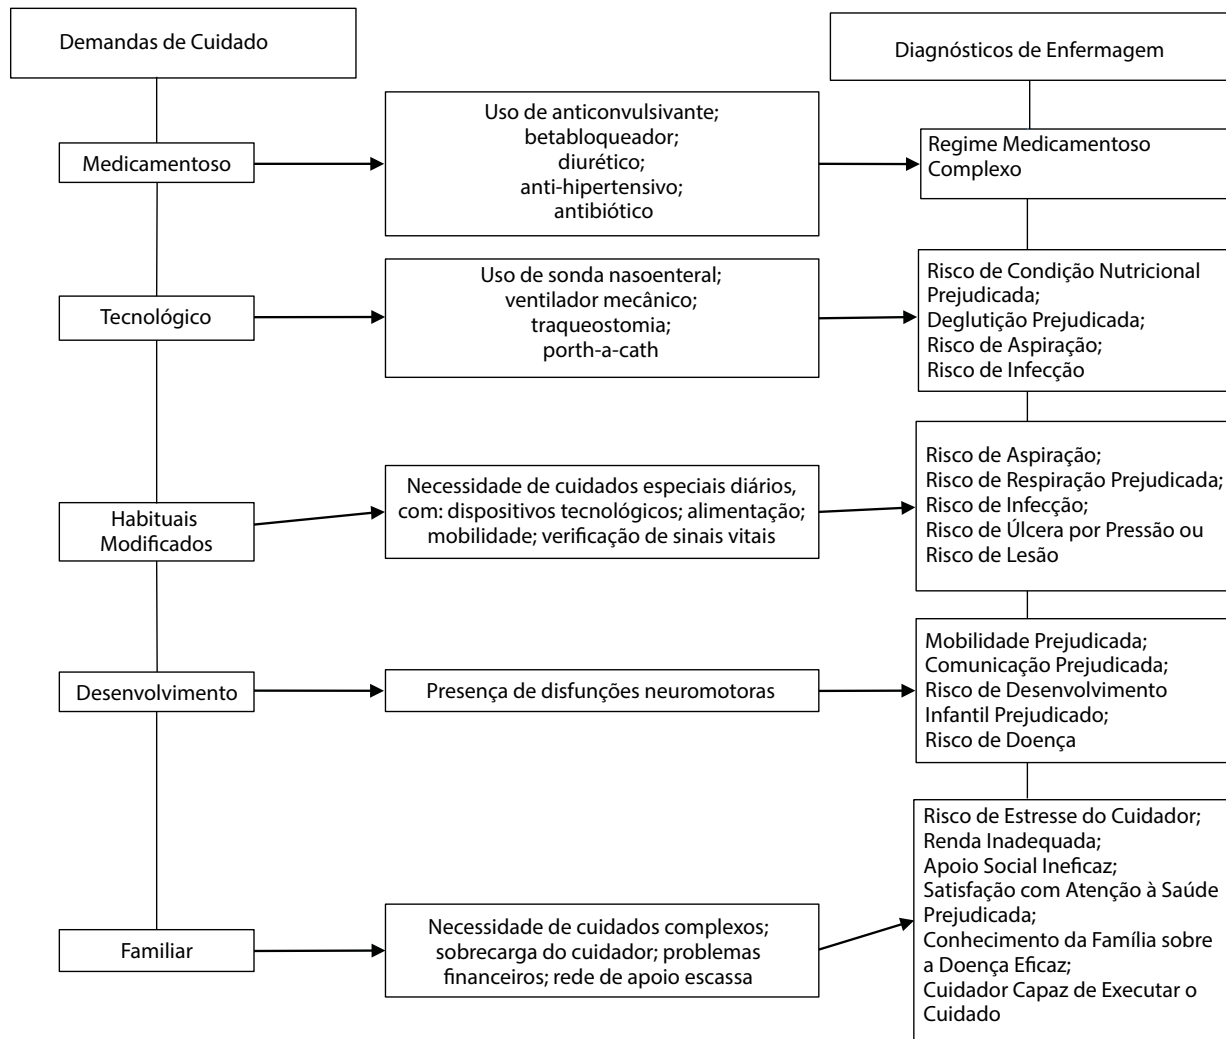 Demandas de Cuidado
Diagnósticos de Enfermagem
Medicamentoso
Uso de anticonvulsivante;
betabloqueador;
diurético;
anti-hipertensivo;
antibiótico
Regime Medicamentoso
Complexo
Tecnológico
Uso de sonda nasoenteral;
ventilador mecânico;
traqueostomia;
porth-a-cath
Risco de Condição Nutricional
Prejudicada;
Deglutição Prejudicada;
Risco de Aspiração;
Risco de Infecção
Habituais
Modificados
Necessidade de cuidados especiais diários,
com: dispositivos tecnológicos; alimentação;
mobilidade; verificação de sinais vitais
Risco de Aspiração;
Risco de Respiração Prejudicada;
Risco de Infecção;
Risco de Úlcera por Pressão ou
Risco de Lesão
Desenvolvimento
Presença de disfunções neuromotoras
Mobilidade Prejudicada;
Comunicação Prejudicada;
Risco de Desenvolvimento
Infantil Prejudicado;
Risco de Doença
Familiar
Necessidade de cuidados complexos;
sobrecarga do cuidador; problemas
financeiros; rede de apoio escassa
Risco de Estresse do Cuidador;
Renda Inadequada;
Apoio Social Ineficaz;
Satisfação com Atenção à Saúde
Prejudicada;
Conhecimento da Família sobre
a Doença Eficaz;
Cuidador Capaz de Executar o
Cuidado